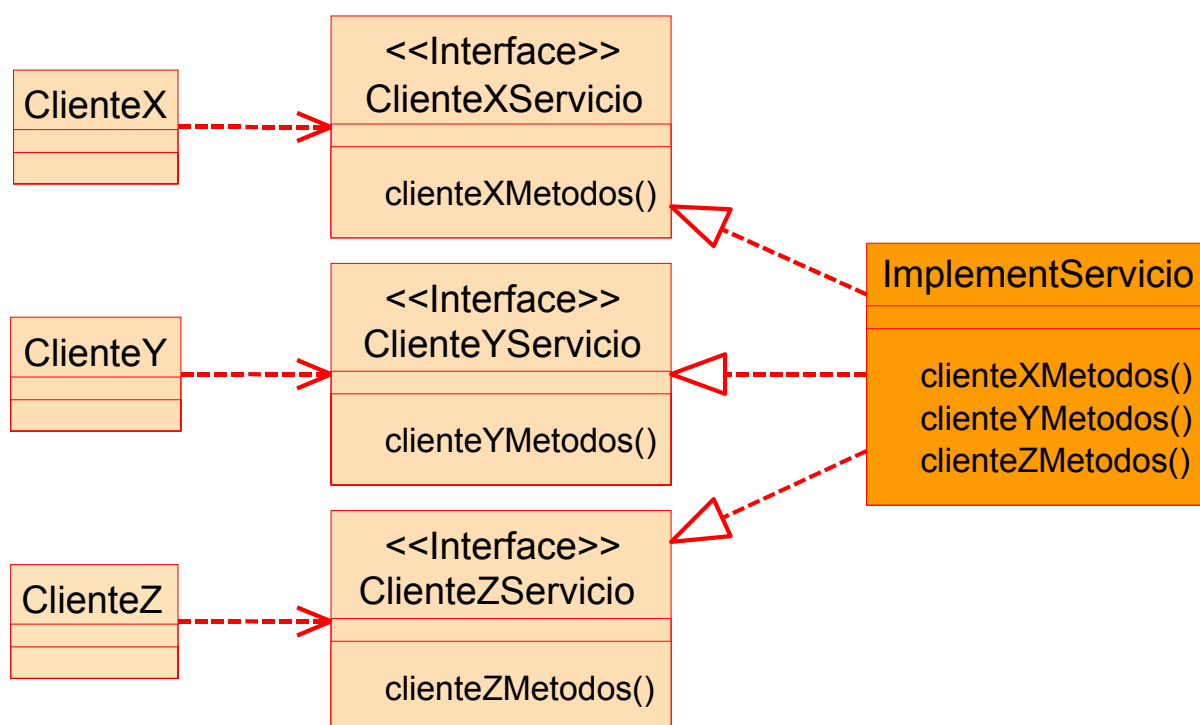 ClienteX
<<Interface>>
ClienteXServicio
clienteXMetodos()
ClienteY
<<Interface>>
ClienteYServicio
clienteYMetodos()
ClienteZ
<<Interface>>
ClienteZServicio
clienteZMetodos()
ImplementServicio
clienteXMetodos()
clienteYMetodos()
clienteZMetodos()